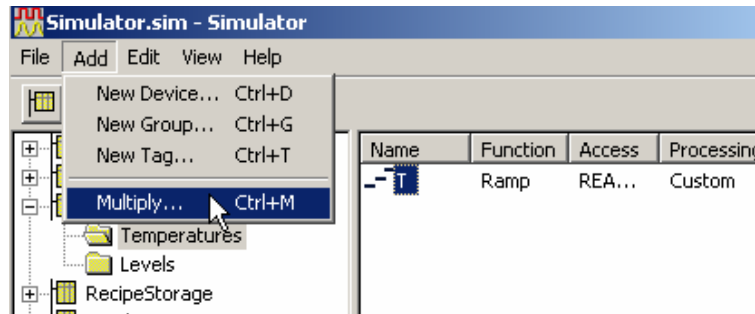 Simulator.sim - Simulator
File Add Edit View Help
New Device... Ctrl+D
New Group... Ctrl+G
New Tag... Ctrl+T
Multiply... Ctrl+M
Name Function Access Processing
T Ramp REA... Custom
Temperatures
Levels
RecipeStorage